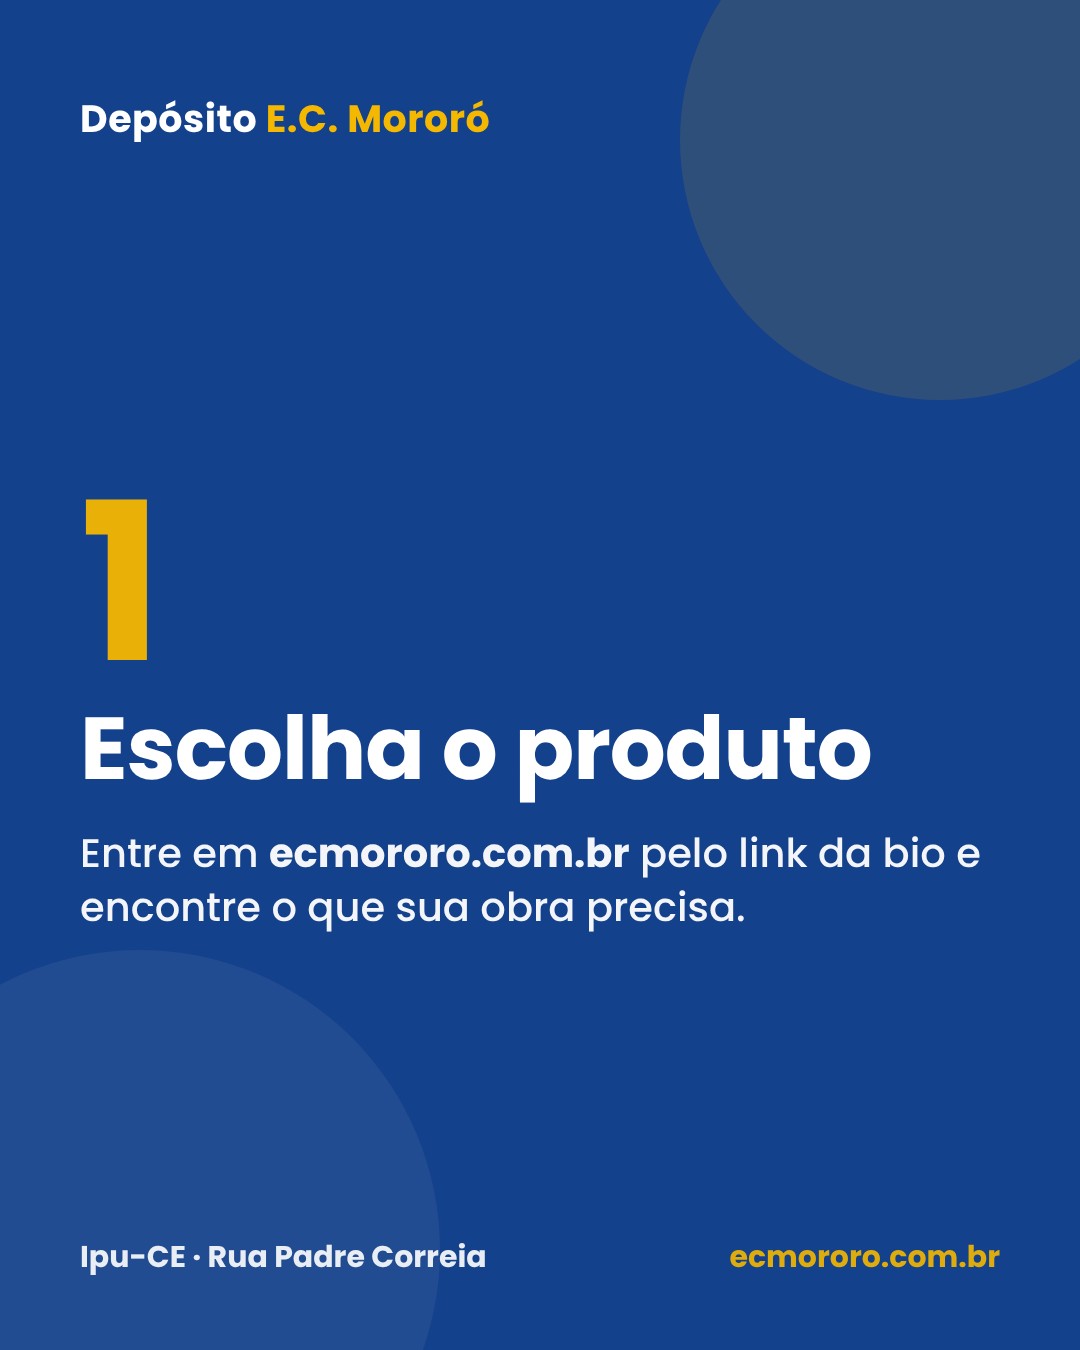 Depósito E.C. Mororó
1
Escolha o produto
Entre em ecmororo.com.br pelo link da bio e
encontre o que sua obra precisa.
Ipu-CE · Rua Padre Correia
ecmororo.com.br